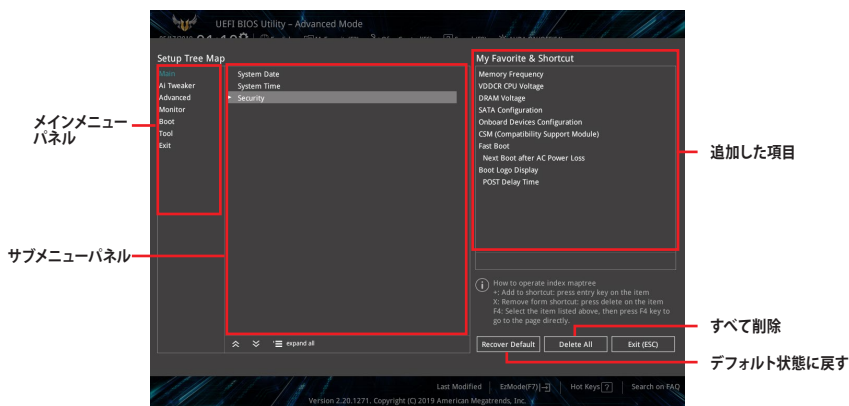 UEFI BIOS Utility – Advanced Mode
Setup Tree Map
Main
Ai Tweaker
Advanced
Monitor
Boot
Tool
Exit
System Date
System Time
Security
expand all
My Favorite & Shortcut
Memory Frequency
VDDCR CPU Voltage
DRAM Voltage
SATA Configuration
Onboard Devices Configuration
CSM (Compatibility Support Module)
Fast Boot
Next Boot after AC Power Loss
Boot Logo Display
POST Delay Time
How to operate index maptree
+: Add to shortcut: press entry key on the item
X: Remove form shortcut: press delete on the item
F4: Select the item listed above, then press F4 key to
go to the page directly.
Recover Default
Delete All
Exit (ESC)
Last Modified
EzMode(F7)
Hot Keys ?
Search on FAQ
Version 2.20.1271. Copyright (C) 2019 American Megatrends, Inc.
メインメニュー
パネル
サブメニューパネル
追加した項目
すべて削除
デフォルト状態に戻す